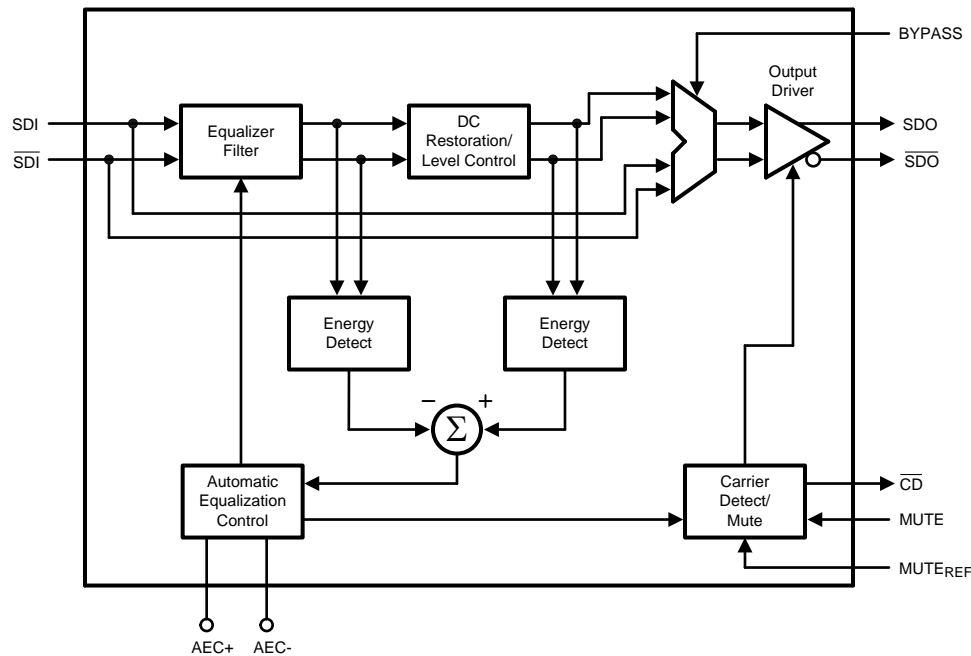 BYPASS
Output
Driver
SDI
SDI
Equalizer
Filter
DC
Restoration/
Level Control
SDO
SDO
Energy
Detect
Energy
Detect
−
+
Σ
Automatic
Equalization
Control
Carrier
Detect/
Mute
CD
MUTE
MUTEREF
AEC+
AEC-